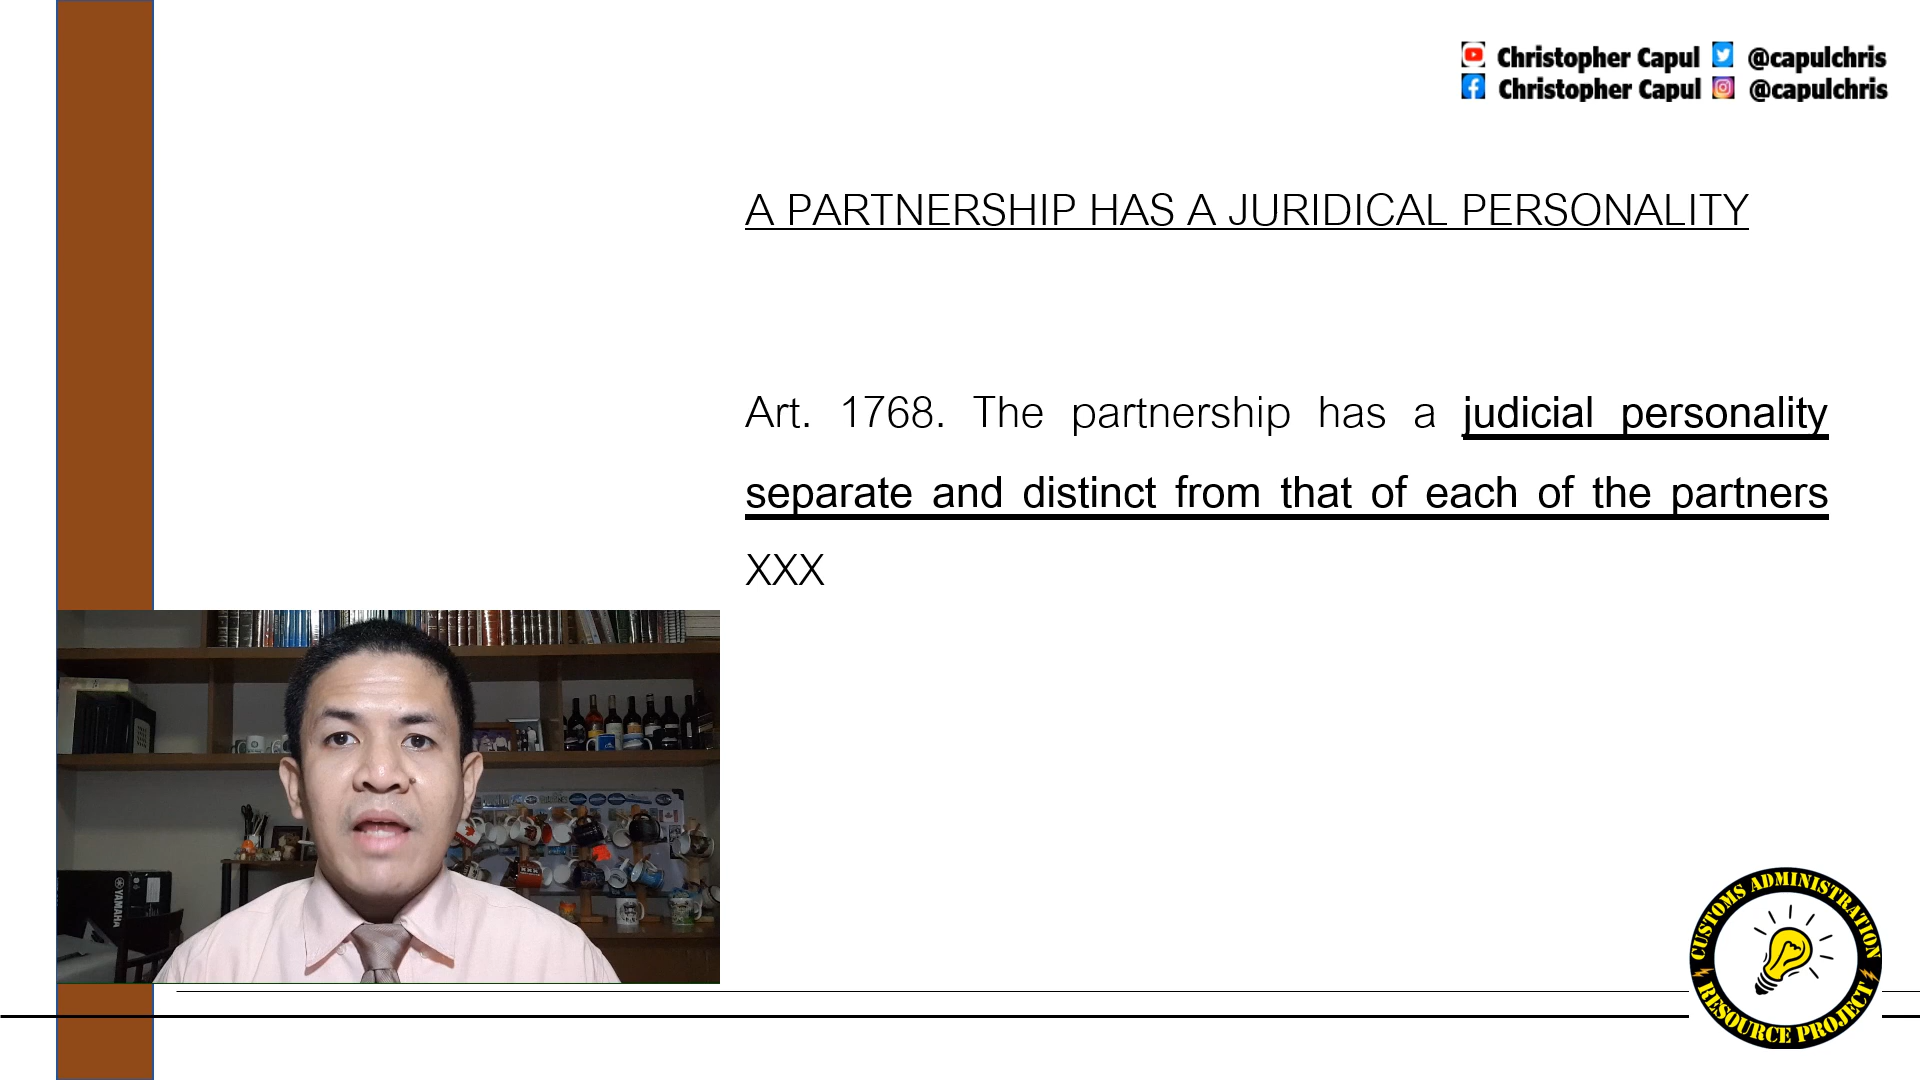 Christopher Capul @capulchris
Christopher Capul @capulchris
A PARTNERSHIP HAS A JURIDICAL PERSONALITY
Art. 1768. The partnership has a judicial personality
separate and distinct from that of each of the partners
XXX
YAMAHA
CUSTOMS ADMINISTRATION
RESOURCE PROJECT